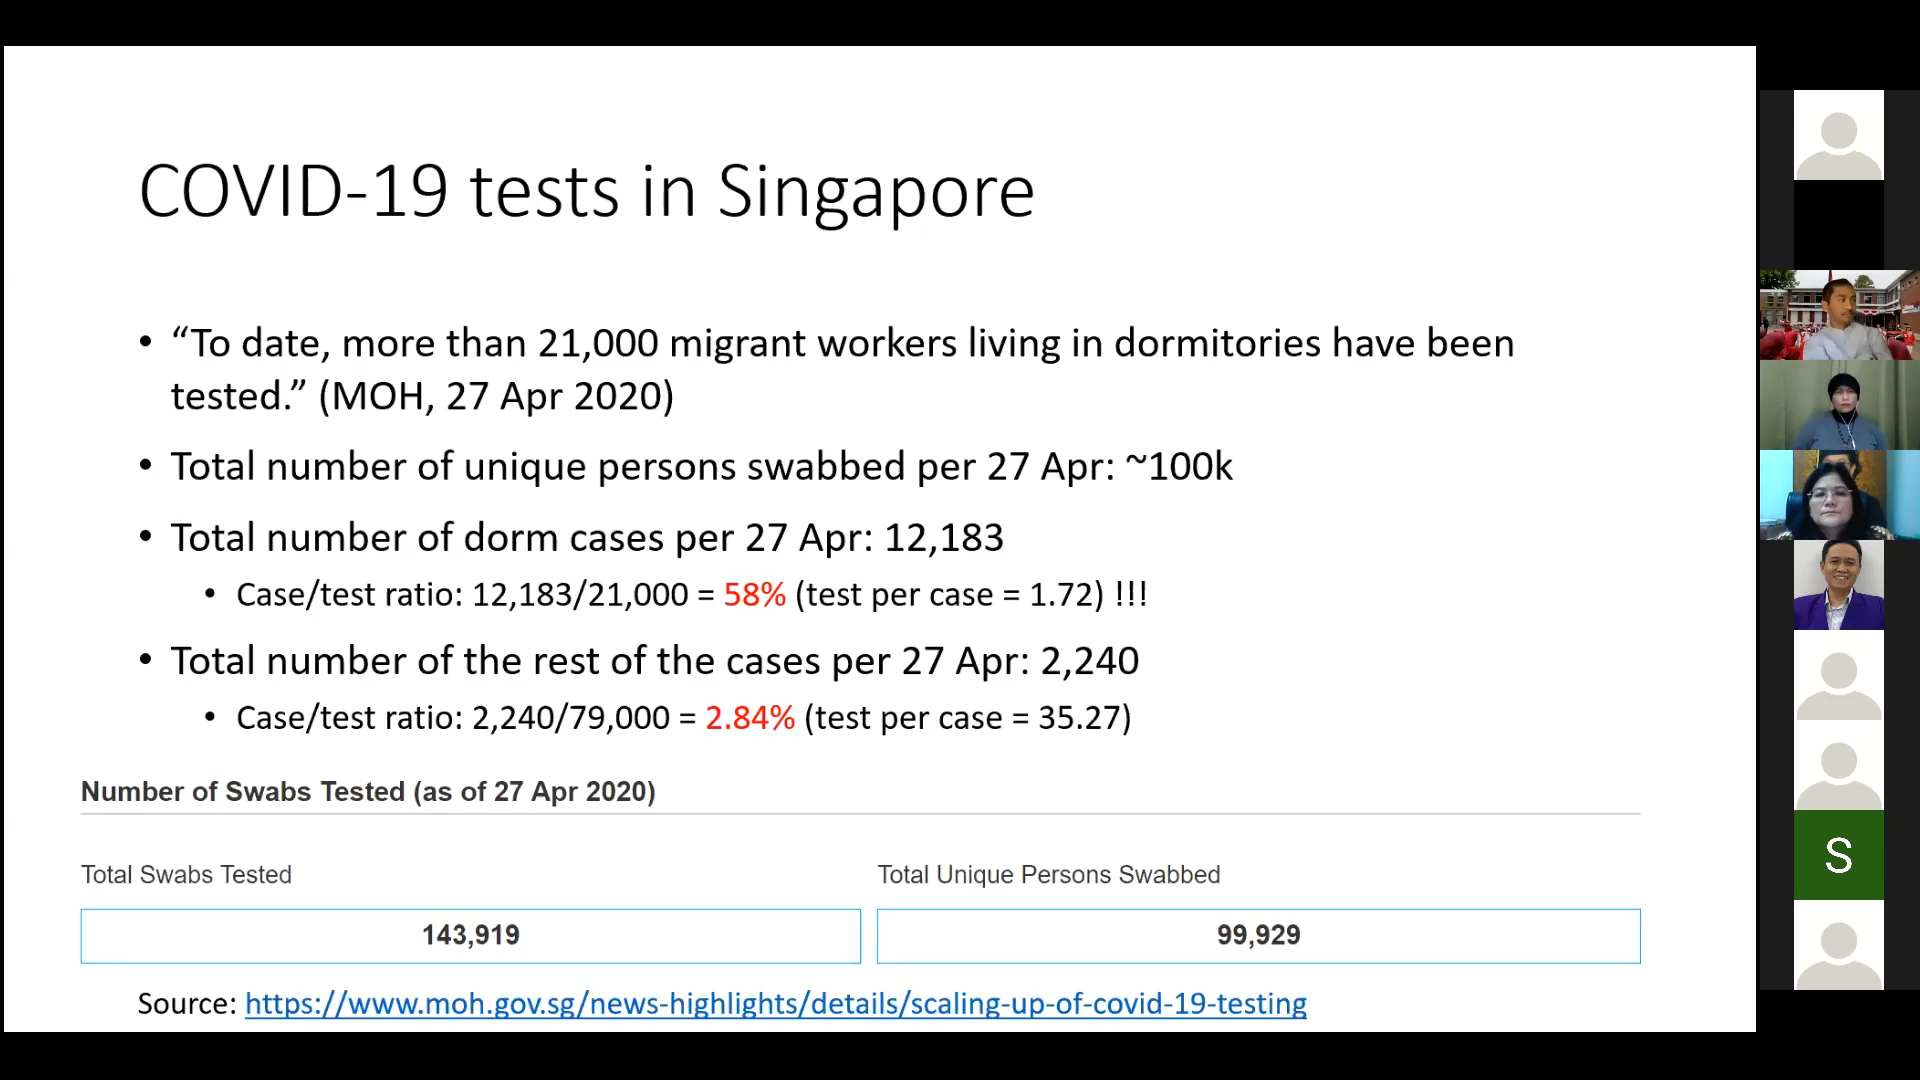 COVID-19 tests in Singapore
• “To date, more than 21,000 migrant workers living in dormitories have been
tested.” (MOH, 27 Apr 2020)
• Total number of unique persons swabbed per 27 Apr: ~100k
• Total number of dorm cases per 27 Apr: 12,183
• Case/test ratio: 12,183/21,000 = 58% (test per case = 1.72) !!!
• Total number of the rest of the cases per 27 Apr: 2,240
• Case/test ratio: 2,240/79,000 = 2.84% (test per case = 35.27)
Number of Swabs Tested (as of 27 Apr 2020)
Total Swabs Tested
143,919
Total Unique Persons Swabbed
99,929
Source: https://www.moh.gov.sg/news-highlights/details/scaling-up-of-covid-19-testing
S